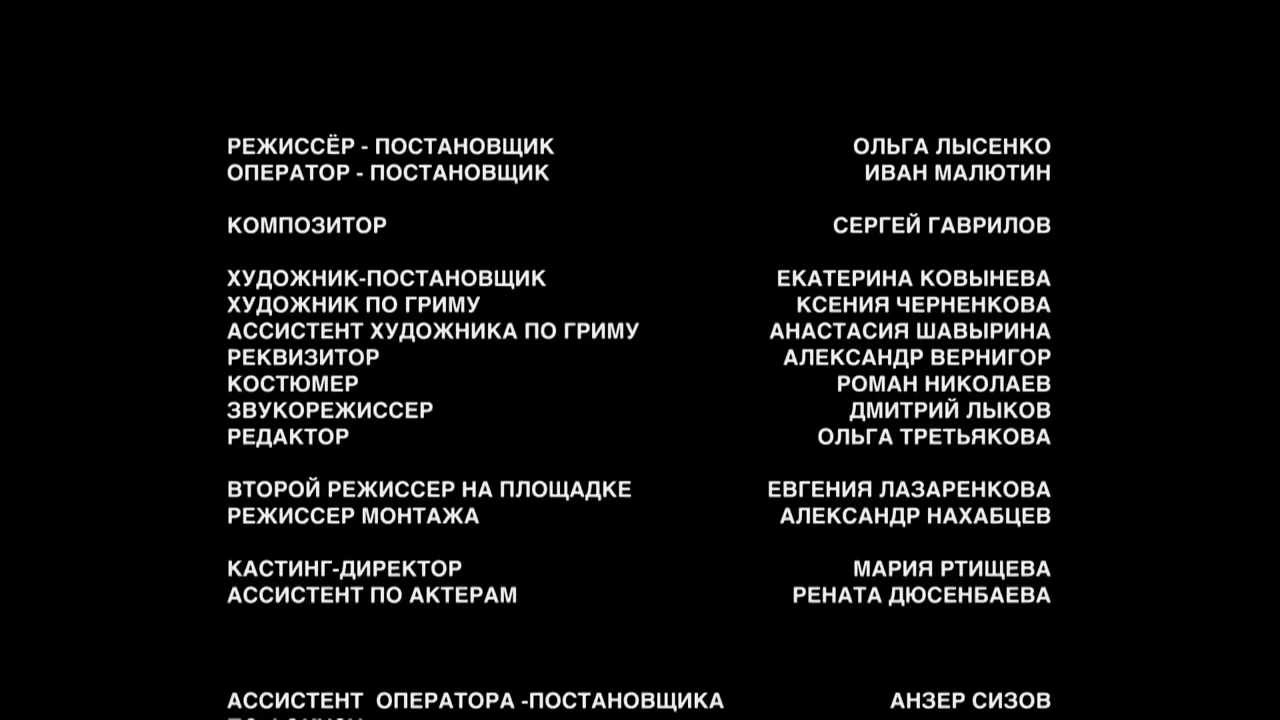 РЕЖИССЁР - ПОСТАНОВЩИК ОЛЬГА ЛЫСЕНКО
ОПЕРАТОР - ПОСТАНОВЩИК ИВАН МАЛЮТИН
КОМПОЗИТОР СЕРГЕЙ ГАВРИЛОВ
ХУДОЖНИК-ПОСТАНОВЩИК ЕКАТЕРИНА КОВЫНЕВА
ХУДОЖНИК ПО ГРИМУ КСЕНИЯ ЧЕРНЕНКОВА
АССИСТЕНТ ХУДОЖНИКА ПО ГРИМУ АНАСТАСИЯ ШАВЫРИНА
РЕКВИЗИТОР АЛЕКСАНДР ВЕРНИГОР
КОСТЮМЕР РОМАН НИКОЛАЕВ
ЗВУКОРЕЖИССЕР ДМИТРИЙ ЛЫКОВ
РЕДАКТОР ОЛЬГА ТРЕТЬЯКОВА
ВТОРОЙ РЕЖИССЕР НА ПЛОЩАДКЕ ЕВГЕНИЯ ЛАЗАРЕНКОВА
РЕЖИССЕР МОНТАЖА АЛЕКСАНДР НАХАБЦЕВ
КАСТИНГ-ДИРЕКТОР МАРИЯ РТИЩЕВА
АССИСТЕНТ ПО АКТЕРАМ РЕНАТА ДЮСЕНБАЕВА
АССИСТЕНТ ОПЕРАТОРА -ПОСТАНОВЩИКА АНЗЕР СИЗОВ